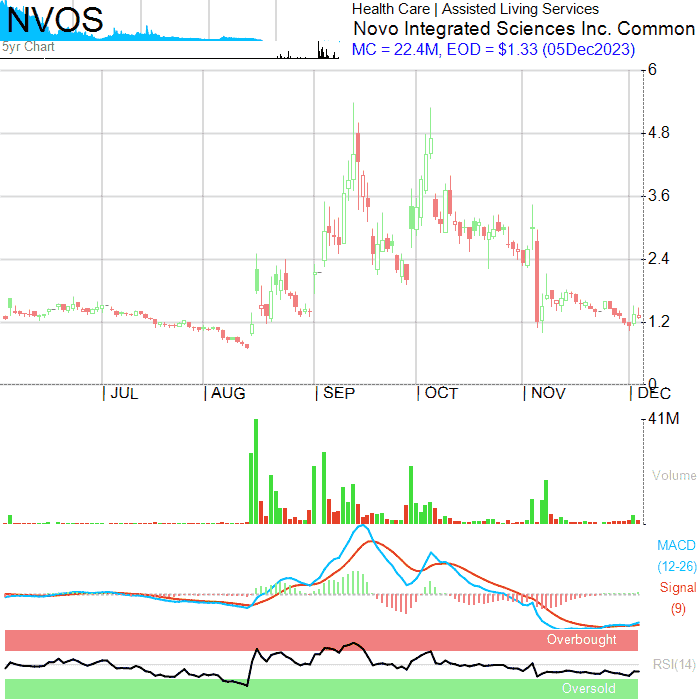 NVOS
5yr Chart
Health Care | Assisted Living Services
Novo Integrated Sciences Inc. Common
MC = 22.4M, EOD = $1.33 (05Dec2023)
6
4.8
3.6
2.4
1.2
0
| JUL | AUG | SEP | OCT | NOV | DEC
41M
Volume
MACD
(12-26)
Signal
(9)
Overbought
RSI(14)
Oversold